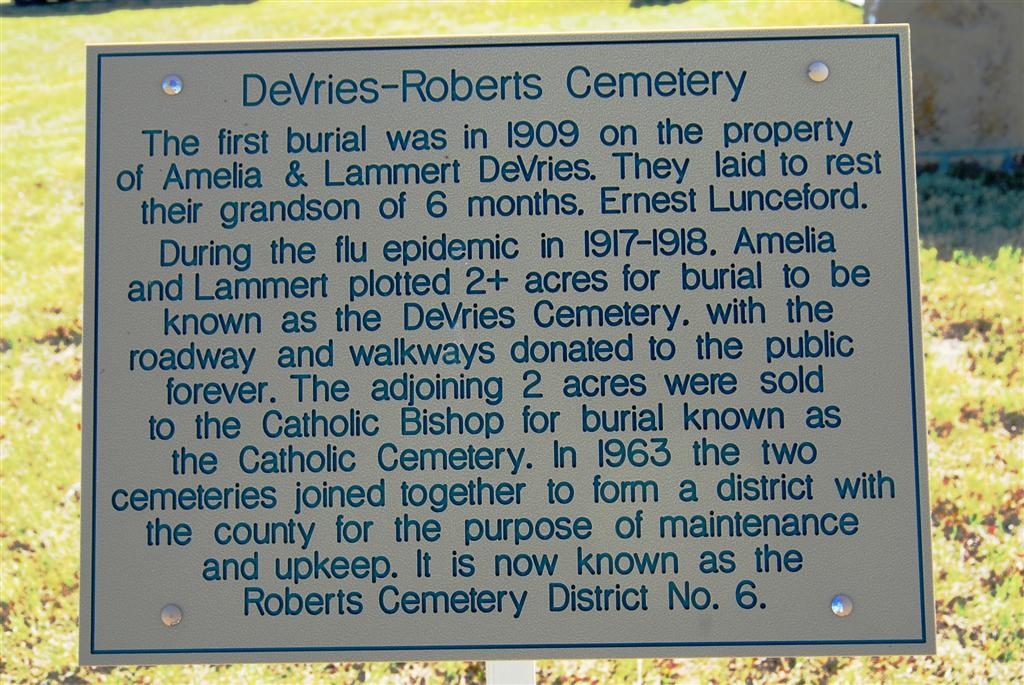 DeVries-Roberts Cemetery
The first burial was in 1909 on the property
of Amelia & Lammert DeVries. They laid to rest
their grandson of 6 months. Ernest Lunceford.
During the flu epidemic in 1917-1918. Amelia
and Lammert plotted 2+ acres for burial to be
known as the DeVries Cemetery. with the
roadway and walkways donated to the public
forever. The adjoining 2 acres were sold
to the Catholic Bishop for burial known as
the Catholic Cemetery. In 1963 the two
cemeteries joined together to form a district with
the county for the purpose of maintenance
and upkeep. It is now known as the
Roberts Cemetery District No. 6.